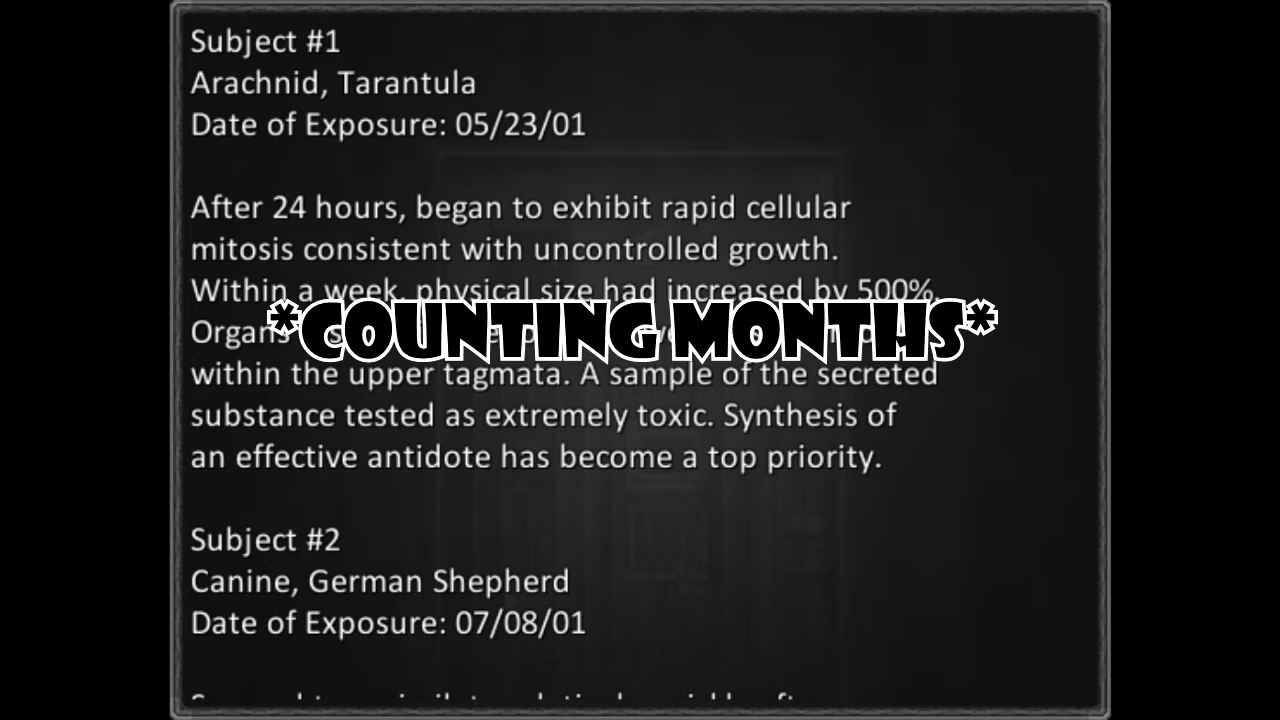 Subject #1
Arachnid, Tarantula
Date of Exposure: 05/23/01
After 24 hours, began to exhibit rapid cellular
mitosis consistent with uncontrolled growth.
Within a week, physical size had increased by 500%.
Organs
*COUNTING MONTHS*
within the upper tagmata. A sample of the secreted
substance tested as extremely toxic. Synthesis of
an effective antidote has become a top priority.
Subject #2
Canine, German Shepherd
Date of Exposure: 07/08/01